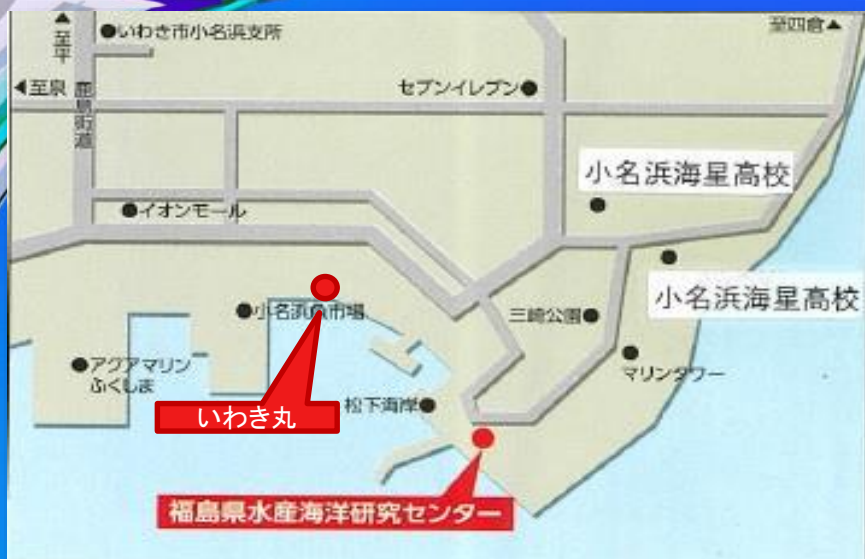 ▲至平
●いわき市小名浜支所
至四倉▲
◀至泉
鹿島街道
セブンイレブン●
小名浜海星高校
●イオンモール
小名浜海星高校
●小名浜魚市場
三崎公園●
マリンタワー
●アクアマリン
ふくしま
松下海岸●
いわき丸
福島県水産海洋研究センター